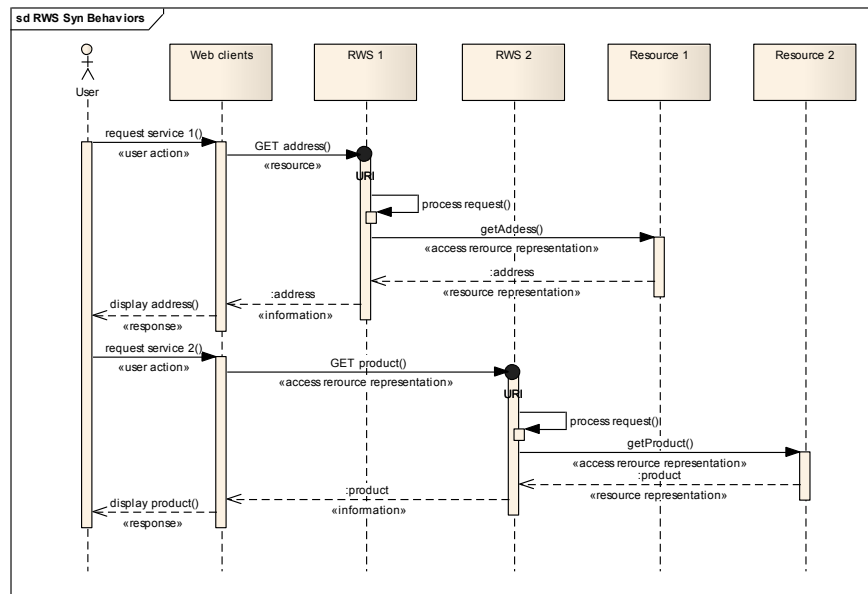 sd RWS Syn Behaviors
User
Web clients
RWS 1
RWS 2
Resource 1
Resource 2
request service 1()
«user action»
GET address()
«resource»
URI
process request()
getAddess()
«access rerource representation»
:address
«resource representation»
:address
«information»
display address()
«response»
request service 2()
«user action»
GET product()
«access rerource representation»
URI
process request()
getProduct()
«access rerource representation»
:product
«resource representation»
:product
«information»
display product()
«response»